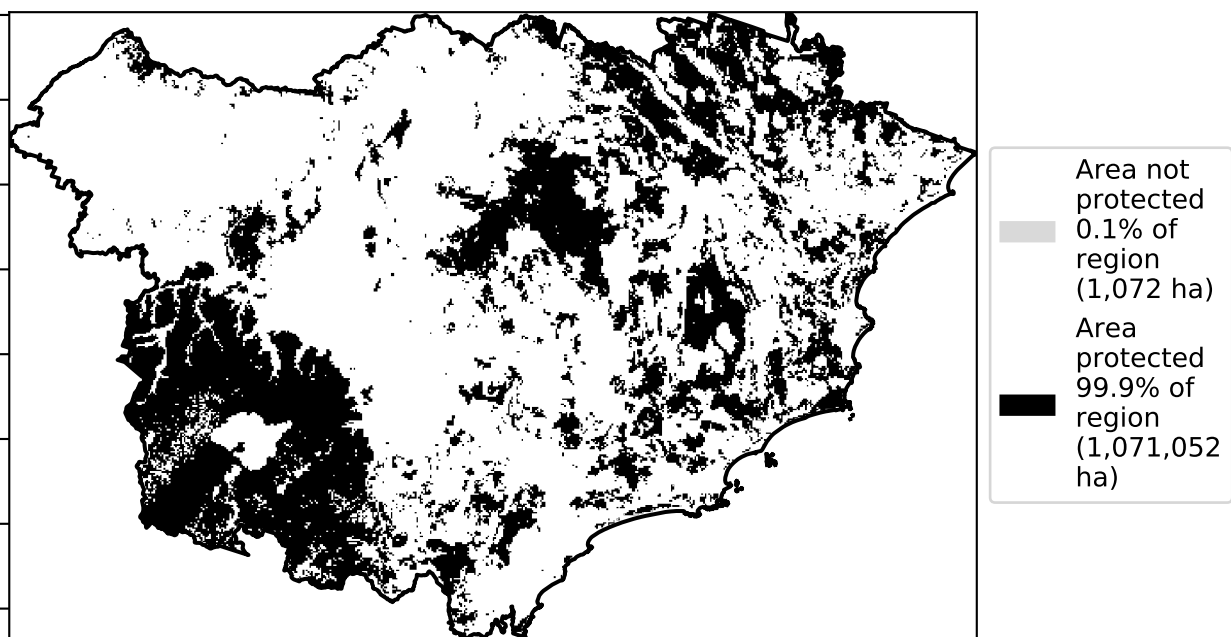 Area not
protected
0.1% of
region
(1,072 ha)
Area
protected
99.9% of
region
(1,071,052
ha)